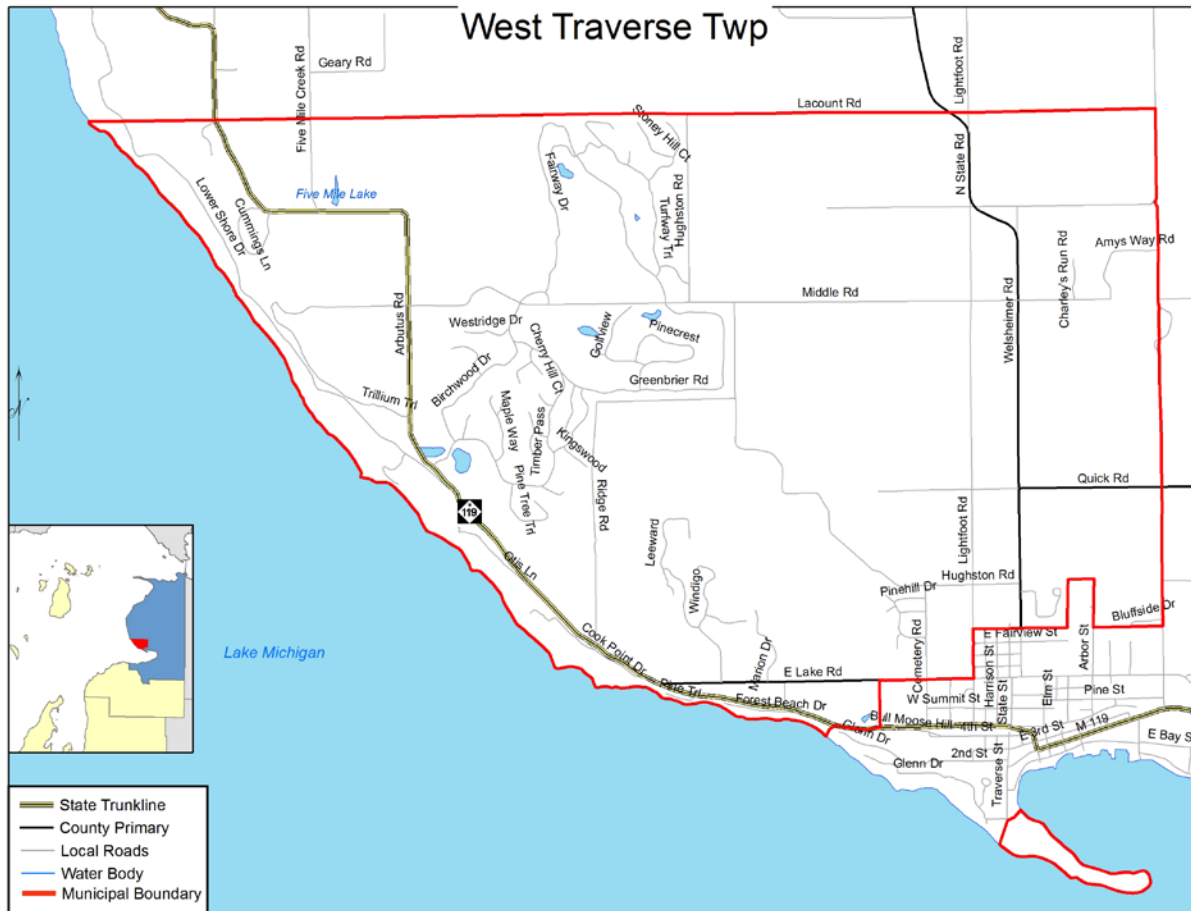 West Traverse Twp
Geary Rd
Five Mile Creek Rd
Lightfoot Rd
Lacount Rd
Stoney Hill Ct
Fairway Dr
N State Rd
Five Mile Lake
Lower Shore Dr
Cummings Ln
Hughston Rd
Turfway Trl
Amys Way Rd
Charley's Run Rd
Middle Rd
Arbutus Rd
Westridge Dr
Golfview
Pinecrest
Welsheimer Rd
Cherry Hill Ct
Birchwood Dr
Greenbrier Rd
Trillium Trl
Maple Way
Timber Pass
Kingswood
Pine Tree Trl
Ridge Rd
Quick Rd
119
N
Otis Ln
Leeward
Windigo
Lightfoot Rd
Hughston Rd
Pinehill Dr
Bluffside Dr
Cook Point Dr
Marion Dr
Cemetery Rd
E Fairview St
Harrison St
Arbor St
Lake Michigan
E Lake Rd
Pine Trl
Forest Beach Dr
W Summit St
State St
Elm St
Pine St
Bull Moose Hill
4th St
E 3rd St
M 119
E Bay S
Glenn Dr
Glenn Dr
2nd St
Traverse St
State Trunkline
County Primary
Local Roads
Water Body
Municipal Boundary